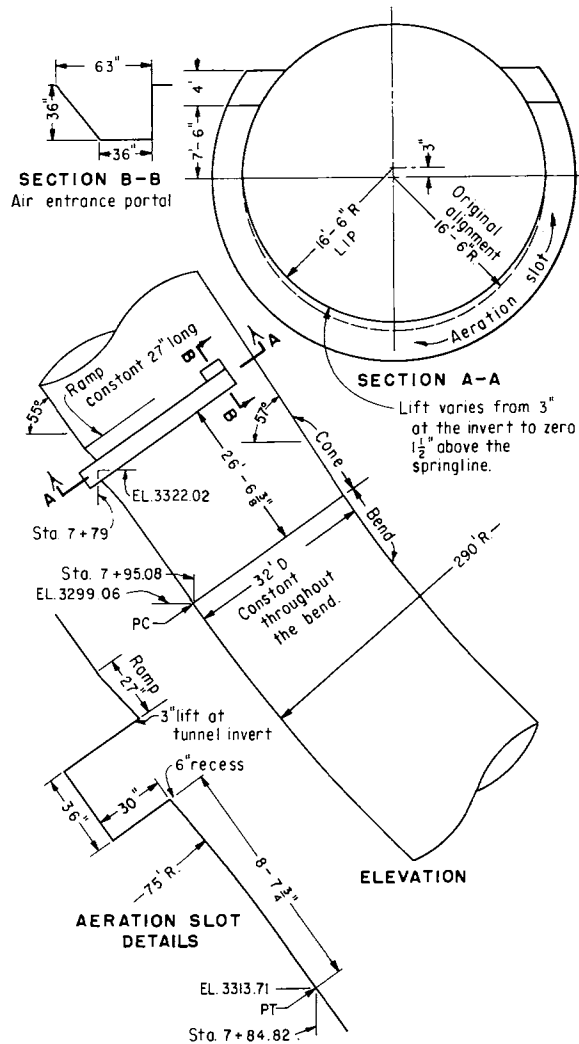 63"
36"
36"
SECTION B-B
Air entrance portal
4'
7'-6"
3"
16'-6"R
LIP
Original
alignment
16'-6"R.
Aeration slot
SECTION A-A
Lift varies from 3"
at the invert to zero
1 1/2" above the
springline.
Ramp
constant 27" long
55°
B
B
A
A
57°
Cone
Bend
26'-6 3/8"
EL.3322.02
Sta. 7+79
Sta. 7+95.08
EL.3299.06
PC
32' D
Constant
throughout
the bend.
290'R.
Ramp
27"
3" lift at
tunnel invert
6" recess
36"
30"
75' R.
8-7 3/4"
ELEVATION
AERATION SLOT
DETAILS
EL.3313.71
PT
Sta. 7+84.82